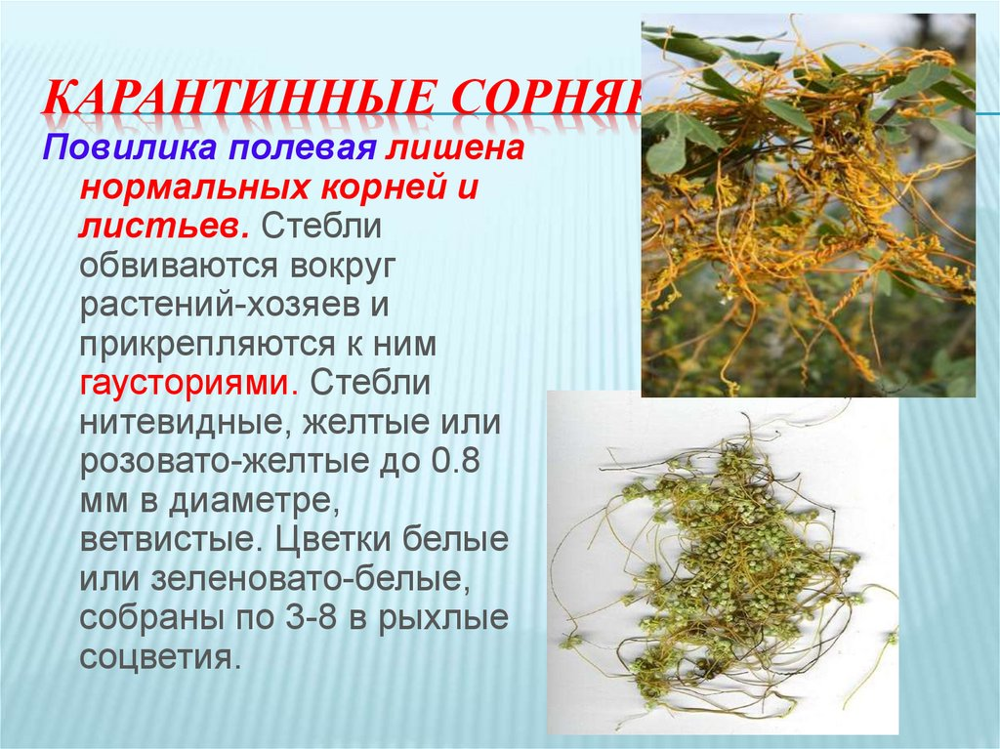 КАРАНТИННЫЕ
Повилика полевая лишена
нормальных корней и
листьев. Стебли
обвиваются вокруг
растений-хозяев и
прикрепляются к ним
гаусториями. Стебли
нитевидные, желтые или
розовато-желтые до 0.8
мм в диаметре,
ветвистые. Цветки белые
или зеленовато-белые,
собраны по 3-8 в рыхлые
соцветия.